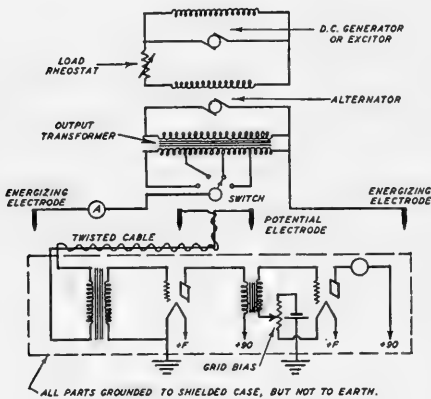 D.C. GENERATOR
OR EXCITOR
LOAD
RHEOSTAT
ALTERNATOR
OUTPUT
TRANSFORMER
SWITCH
ENERGIZING
ELECTRODE
A
ENERGIZING
ELECTRODE
POTENTIAL
ELECTRODE
TWISTED CABLE
+F
+90
GRID BIAS
+F
+90
ALL PARTS GROUNDED TO SHIELDED CASE, BUT NOT TO EARTH.